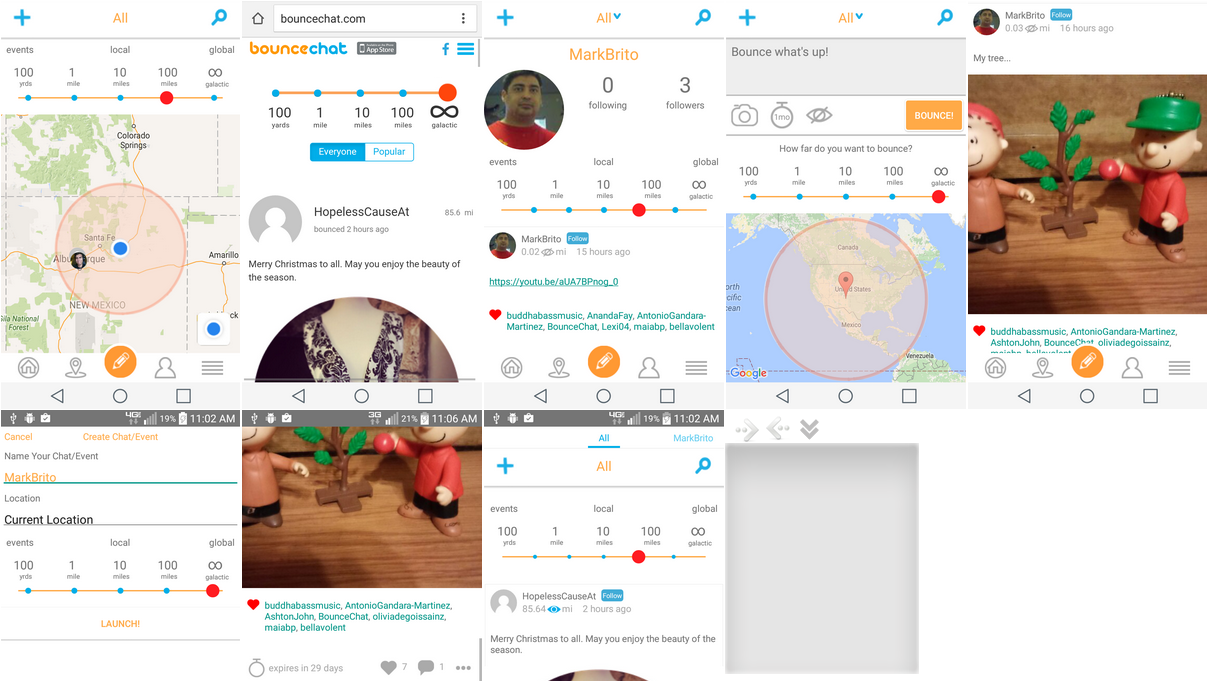 All
events local global
100 1 10 100 ∞
yrds mile miles miles galactic
Colorado
Springs
Santa Fe
Amarillo
NEW MEXICO
Gila National
Forest
bouncechat.com
bouncechat
App Store
100 1 10 100 ∞
yards mile miles miles galactic
Everyone Popular
HopelessCauseAt 85.6 mi
bounced 2 hours ago
Merry Christmas to all. May you enjoy the beauty of
the season.
All
MarkBrito
0 3
following followers
events local global
100 1 10 100 ∞
yrds mile miles miles galactic
MarkBrito Follow
0.02 mi 15 hours ago
https://youtu.be/aUA7BPnog_0
buddhabassmusic, AnandaFay, AntonioGandara-
Martinez, BounceChat, Lexi04, maiabp, bellavolent
All
Bounce what's up!
1mo BOUNCE!
How far do you want to bounce?
100 1 10 100 ∞
yrds mile miles miles galactic
Canada
United States
Mexico
Venezuela
Google
MarkBrito Follow
0.03 mi 16 hours ago
My tree...
buddhabassmusic, AntonioGandara-Martinez,
AshtonJohn, BounceChat, oliviadegoissainz,
maiabp, bellavolent
4G 19% 11:02 AM
Cancel Create Chat/Event
Name Your Chat/Event
MarkBrito
Location
Current Location
events local global
100 1 10 100 ∞
yrds mile miles miles galactic
LAUNCH!
3G 21% 11:06 AM
buddhabassmusic, AntonioGandara-Martinez,
AshtonJohn, BounceChat, oliviadegoissainz,
maiabp, bellavolent
expires in 29 days 7 1
4G 19% 11:02 AM
All MarkBrito
All
events local global
100 1 10 100 ∞
yrds mile miles miles galactic
HopelessCauseAt Follow
85.64 mi 2 hours ago
Merry Christmas to all. May you enjoy the beauty of the
season.